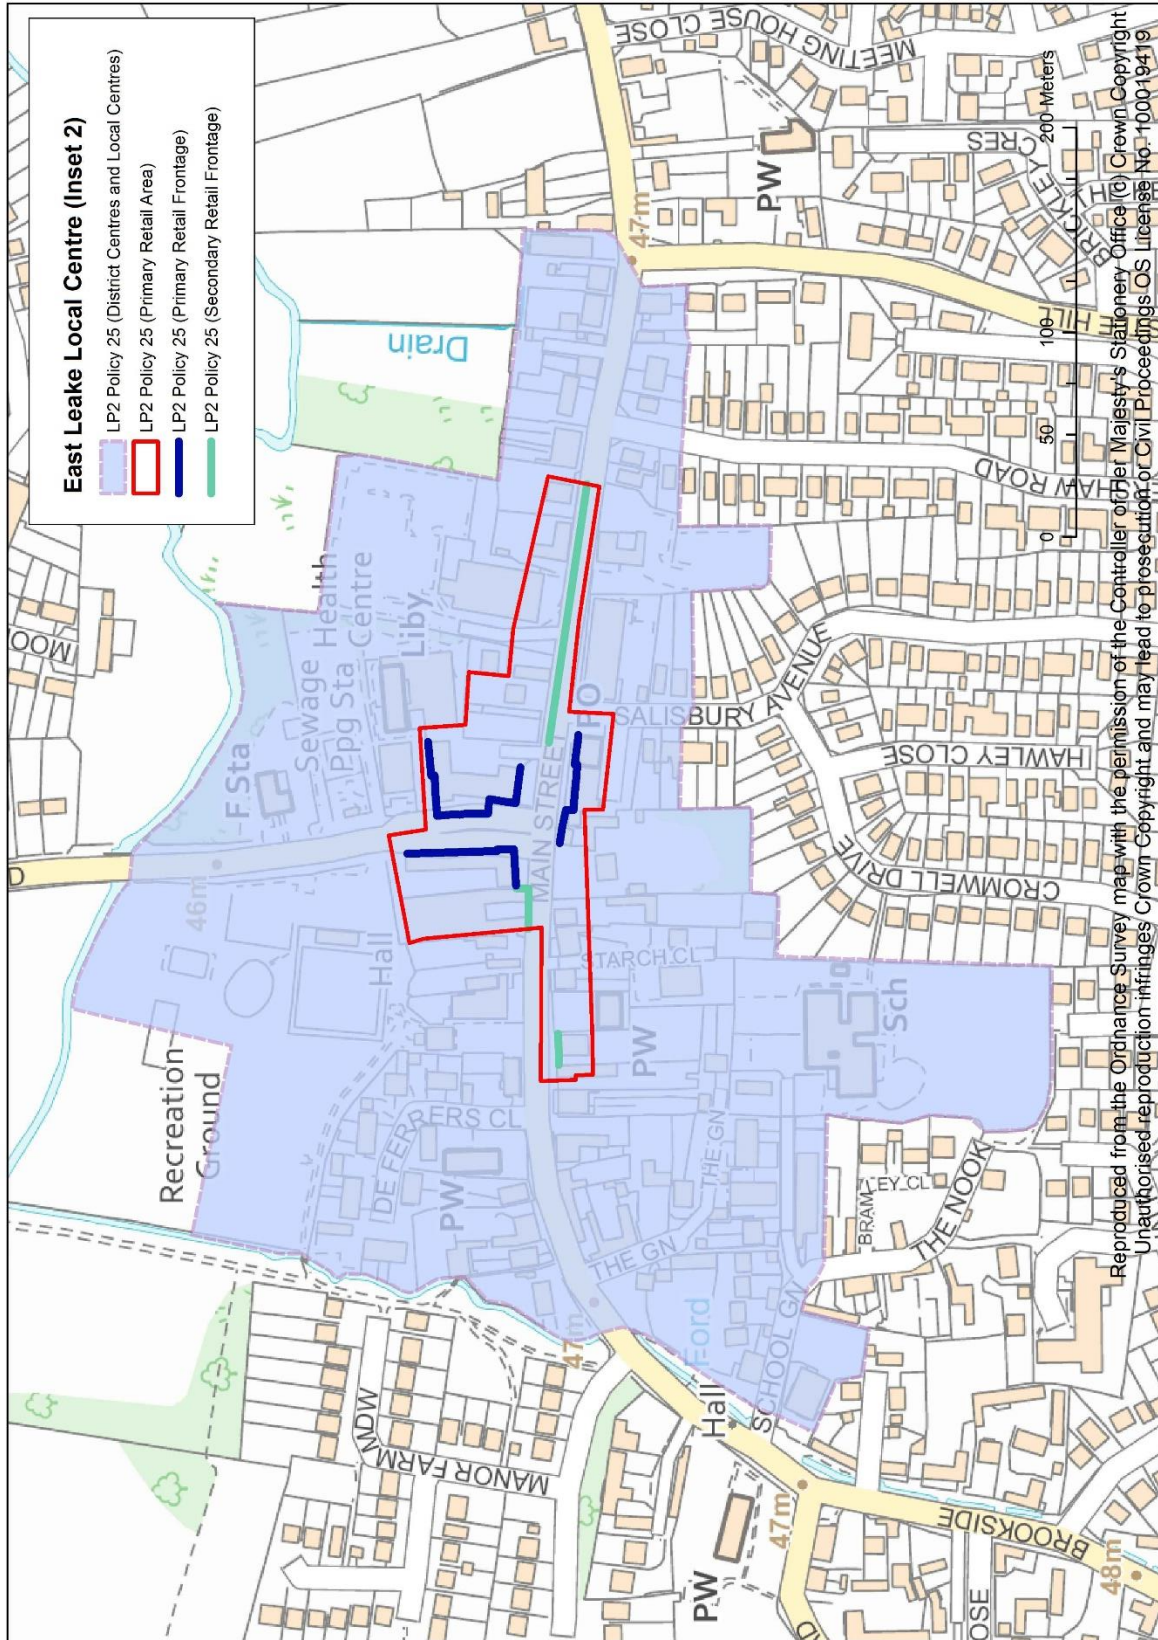 East Leake Local Centre (Inset 2)
LP2 Policy 25 (District Centres and Local Centres)
LP2 Policy 25 (Primary Retail Area)
LP2 Policy 25 (Primary Retail Frontage)
LP2 Policy 25 (Secondary Retail Frontage)
MANOR FARM
MDW
Recreation
Ground
46m
F Sta
Sewage
Ppg Sta
Health
Centre
Liby
Hall
Drain
MEETING HOUSE CLOSE
DE FERRERS CL
PW
47m
47m
MAIN STREET
PO
STARCH CL
PW
PW
THE GN
THE GN
Ford
Hall
SCHOOL GN
Sch
SALISBURY AVENUE
HAWLEY CLOSE
CROMWELL DRIVE
BRAMLEY CL
THE NOOK
PW
47m
BROOKSIDE
48m
OSE
CRES
BRICKLEY
HAW ROAD
E HILL
0 50 100 200 Meters
Reproduced from the Ordnance Survey map with the permission of the Controller of Her Majesty's Stationery Office (c) Crown Copyright
Unauthorised reproduction infringes Crown Copyright and may lead to prosecution or Civil Proceedings OS License No. 100019419